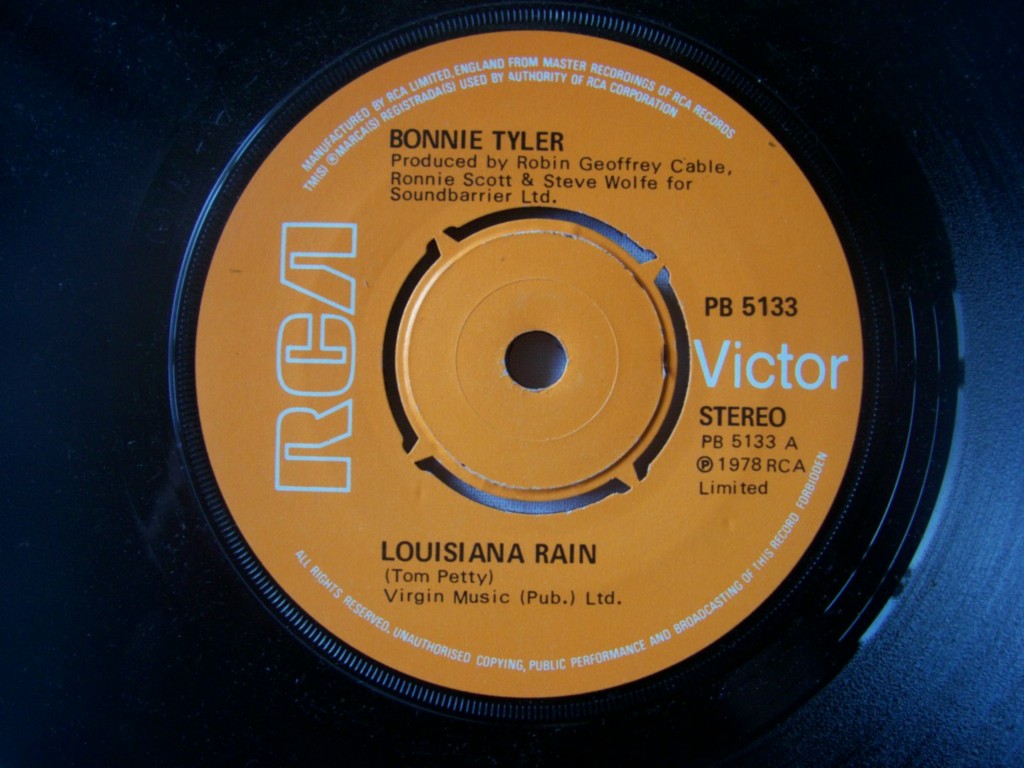 MANUFACTURED BY RCA LIMITED, ENGLAND FROM MASTER RECORDINGS OF RCA RECORDS
TM(S) ®MARCA(S) REGISTRADA(S) USED BY AUTHORITY OF RCA CORPORATION
BONNIE TYLER
Produced by Robin Geoffrey Cable,
Ronnie Scott & Steve Wolfe for
Soundbarrier Ltd.
RCA
PB 5133
Victor
STEREO
PB 5133 A
℗ 1978 RCA
Limited
LOUISIANA RAIN
(Tom Petty)
Virgin Music (Pub.) Ltd.
ALL RIGHTS RESERVED, UNAUTHORISED COPYING, PUBLIC PERFORMANCE AND BROADCASTING OF THIS RECORD FORBIDDEN